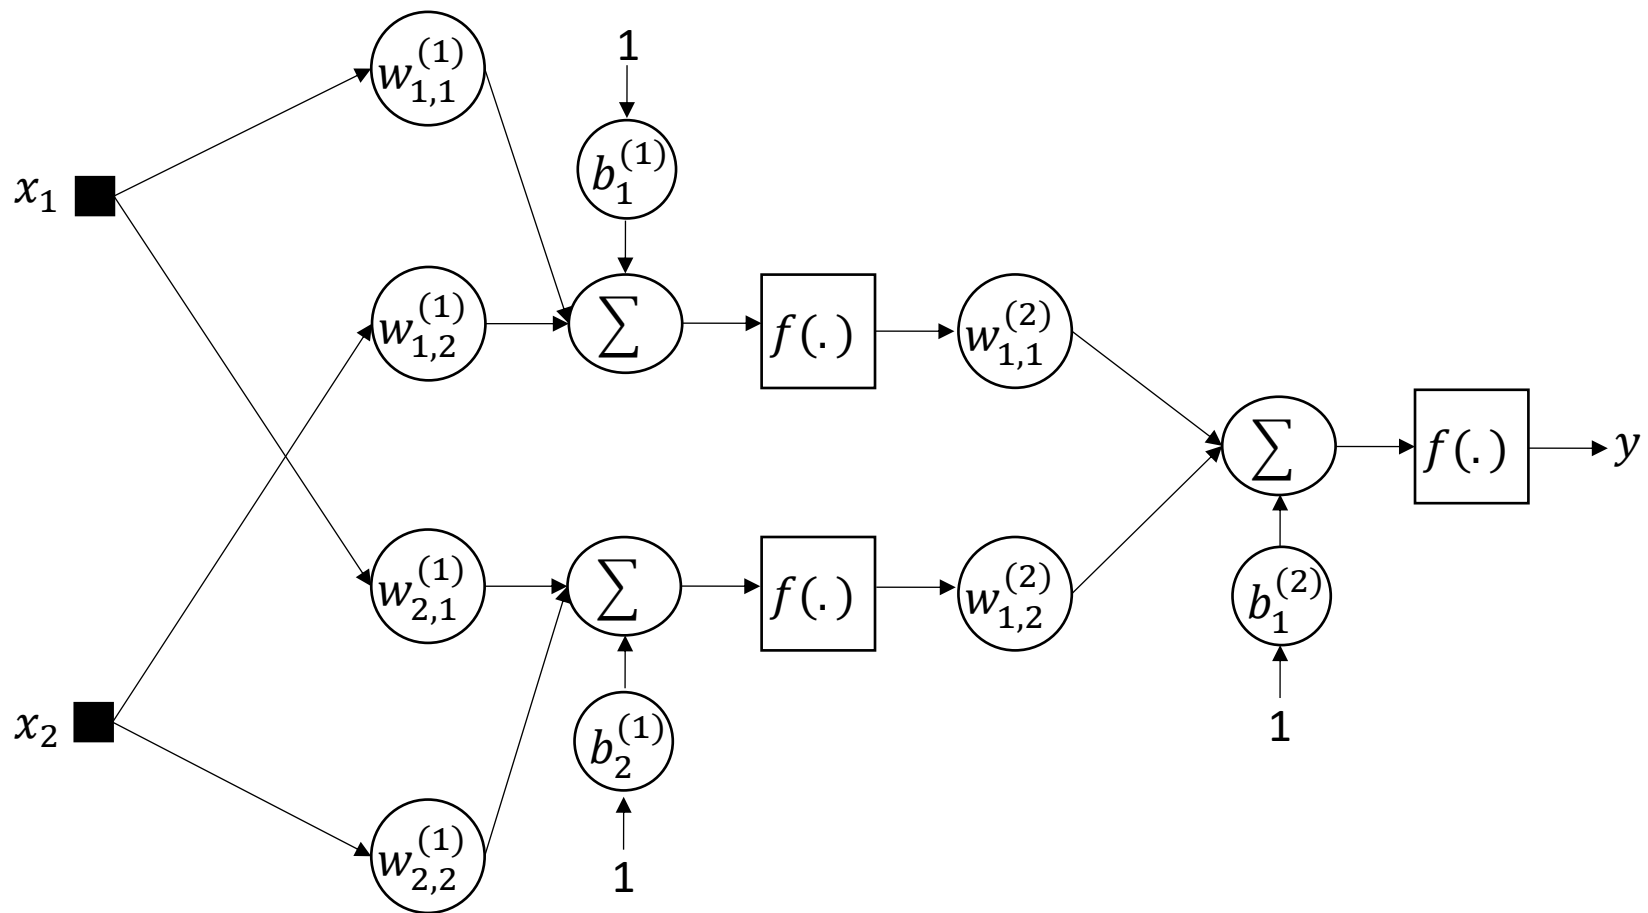 w_{1,1}^{(1)}
1
b_1^{(1)}
x_1
w_{1,2}^{(1)}
∑
f(.)
w_{1,1}^{(2)}
∑
f(.)
y
w_{2,1}^{(1)}
∑
f(.)
w_{1,2}^{(2)}
b_1^{(2)}
x_2
b_2^{(1)}
1
w_{2,2}^{(1)}
1